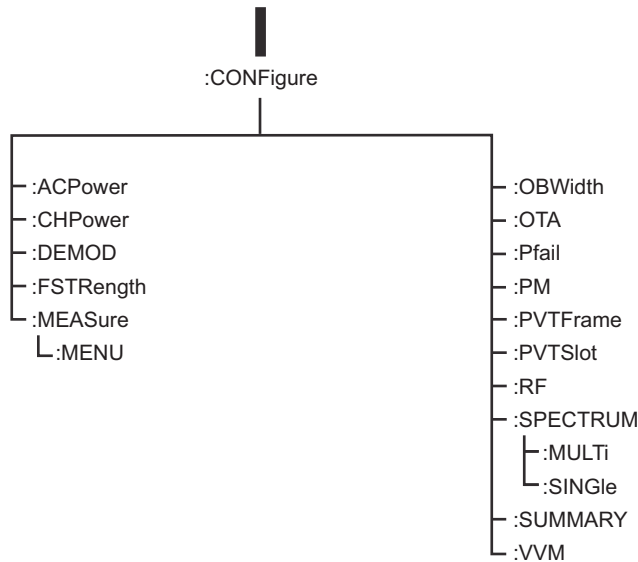 :CONFigure
:ACPower
:CHPower
:DEMOD
:FSTRength
:MEASure
:MENU
:OBWidth
:OTA
:Pfail
:PM
:PVTFrame
:PVTSlot
:RF
:SPECTRUM
:MULTi
:SINGle
:SUMMARY
:VVM